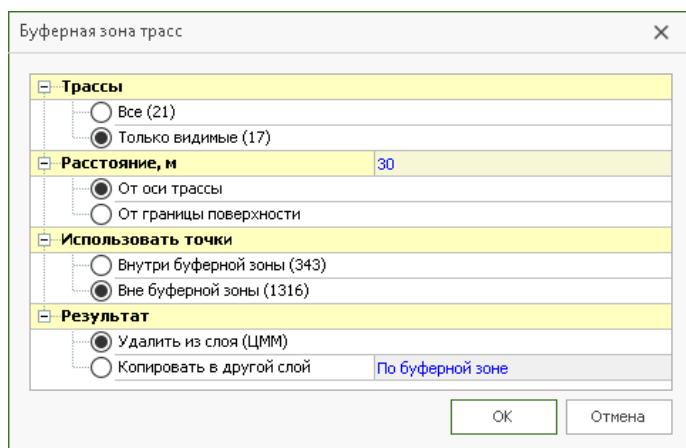 Буферная зона трасс
Трассы
Все (21)
Только видимые (17)
Расстояние, м 30
От оси трассы
От границы поверхности
Использовать точки
Внутри буферной зоны (343)
Вне буферной зоны (1316)
Результат
Удалить из слоя (ЦММ)
Копировать в другой слой По буферной зоне
ОК Отмена